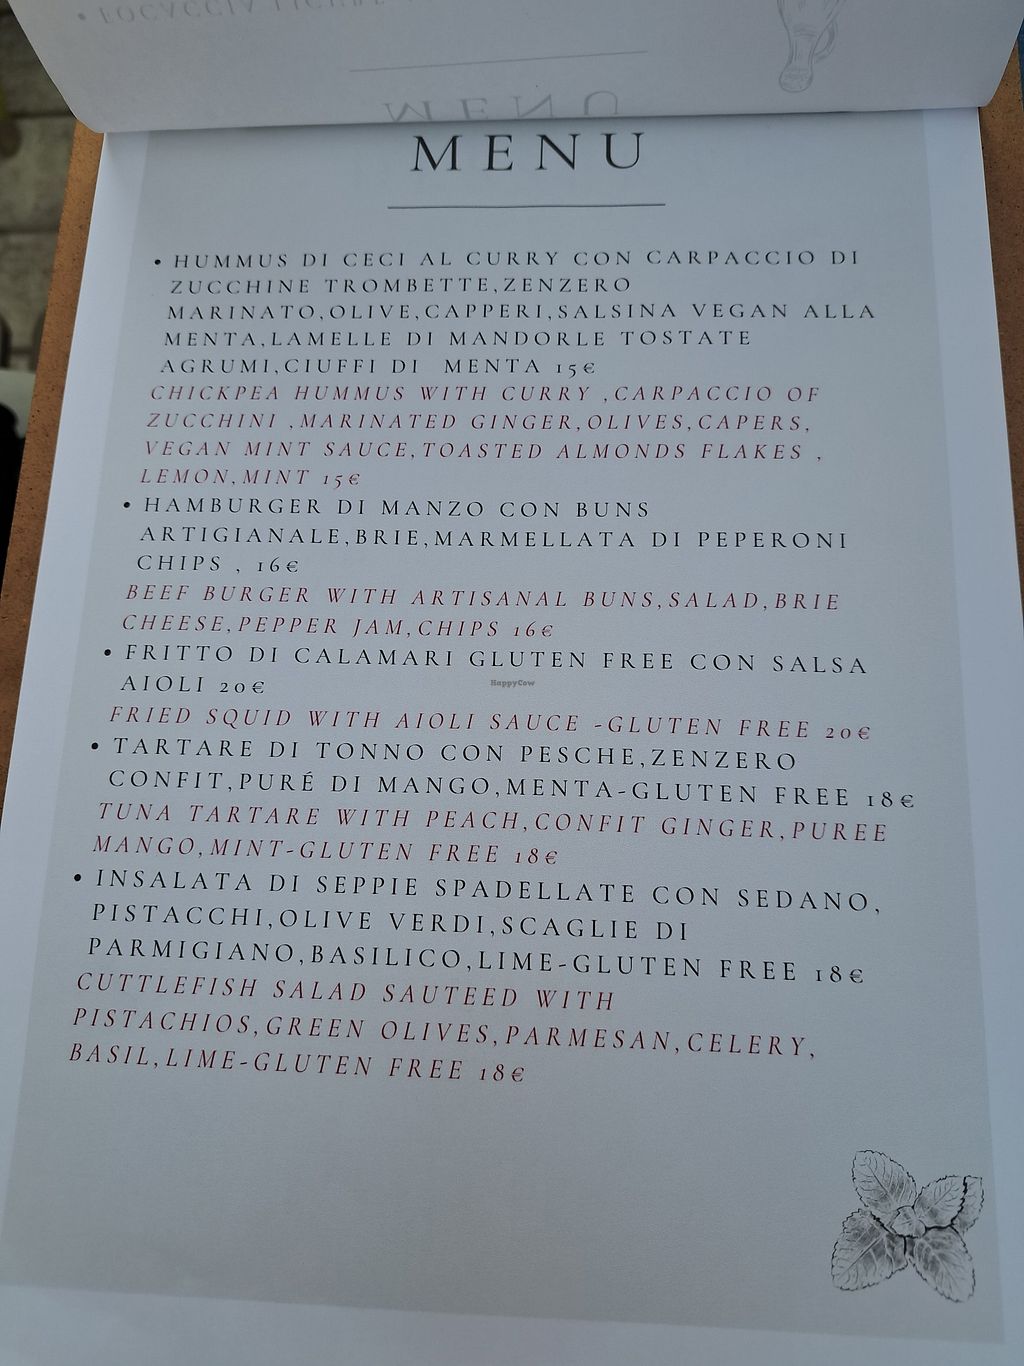 MENU
• HUMMUS DI CECI AL CURRY CON CARPACCIO DI
ZUCCHINE TROMBETTE,ZENZERO
MARINATO,OLIVE,CAPPERI,SALSINA VEGAN ALLA
MENTA,LAMELLE DI MANDORLE TOSTATE
AGRUMI,CIUFFI DI MENTA 15€
CHICKPEA HUMMUS WITH CURRY ,CARPACCIO OF
ZUCCHINI ,MARINATED GINGER,OLIVES,CAPERS,
VEGAN MINT SAUCE,TOASTED ALMONDS FLAKES ,
LEMON,MINT 15€
• HAMBURGER DI MANZO CON BUNS
ARTIGIANALE,BRIE,MARMELLATA DI PEPERONI
CHIPS , 16€
BEEF BURGER WITH ARTISANAL BUNS,SALAD,BRIE
CHEESE,PEPPER JAM,CHIPS 16€
• FRITTO DI CALAMARI GLUTEN FREE CON SALSA
AIOLI 20€
HappyCow
FRIED SQUID WITH AIOLI SAUCE -GLUTEN FREE 20€
• TARTARE DI TONNO CON PESCHE,ZENZERO
CONFIT,PURÉ DI MANGO,MENTA-GLUTEN FREE 18€
TUNA TARTARE WITH PEACH,CONFIT GINGER,PUREE
MANGO,MINT-GLUTEN FREE 18€
• INSALATA DI SEPPIE SPADELLATE CON SEDANO,
PISTACCHI,OLIVE VERDI,SCAGLIE DI
PARMIGIANO,BASILICO,LIME-GLUTEN FREE 18€
CUTTLEFISH SALAD SAUTEED WITH
PISTACHIOS,GREEN OLIVES,PARMESAN,CELERY,
BASIL,LIME-GLUTEN FREE 18€